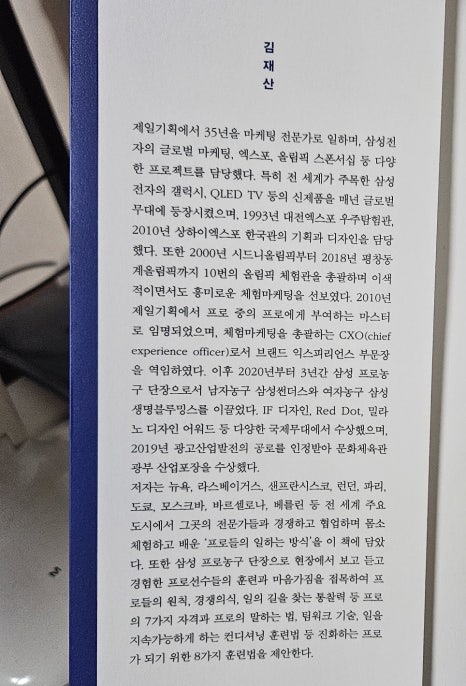 김
재
산
제일기획에서 35년을 마케팅 전문가로 일하며, 삼성전
자의 글로벌 마케팅, 엑스포, 올림픽 스폰서십 등 다양
한 프로젝트를 담당했다. 특히 전 세계가 주목한 삼성
전자의 갤럭시, QLED TV 등의 신제품을 매년 글로벌
무대에 등장시켰으며, 1993년 대전엑스포 우주탐험관,
2010년 상하이엑스포 한국관의 기획과 디자인을 담당
했다. 또한 2000년 시드니올림픽부터 2018년 평창동
계올림픽까지 10번의 올림픽 체험관을 총괄하며 이색
적이면서도 흥미로운 체험마케팅을 선보였다. 2010년
제일기획에서 프로 중의 프로에게 부여하는 마스터
로 임명되었으며, 체험마케팅을 총괄하는 CXO(chief
experience officer)로서 브랜드 익스피리언스 부문장
을 역임하였다. 이후 2020년부터 3년간 삼성 프로농
구 단장으로서 남자농구 삼성썬더스와 여자농구 삼성
생명블루밍스를 이끌었다. IF 디자인, Red Dot, 밀라
노 디자인 어워드 등 다양한 국제무대에서 수상했으며,
2019년 광고산업발전의 공로를 인정받아 문화체육관
광부 산업포장을 수상했다.
저자는 뉴욕, 라스베이거스, 샌프란시스코, 런던, 파리,
도쿄, 모스크바, 바르셀로나, 베를린 등 전 세계 주요
도시에서 그곳의 전문가들과 경쟁하고 협업하며 몸소
체험하고 배운 ‘프로들의 일하는 방식’을 이 책에 담았
다. 또한 삼성 프로농구 단장으로 현장에서 보고 듣고
경험한 프로선수들의 훈련과 마음가짐을 접목하여 프
로들의 원칙, 경쟁의식, 일의 길을 찾는 통찰력 등 프로
의 7가지 자격과 프로의 말하는 법, 팀워크 기술, 일을
지속가능하게 하는 컨디셔닝 훈련법 등 진화하는 프로
가 되기 위한 8가지 훈련법을 제안한다.